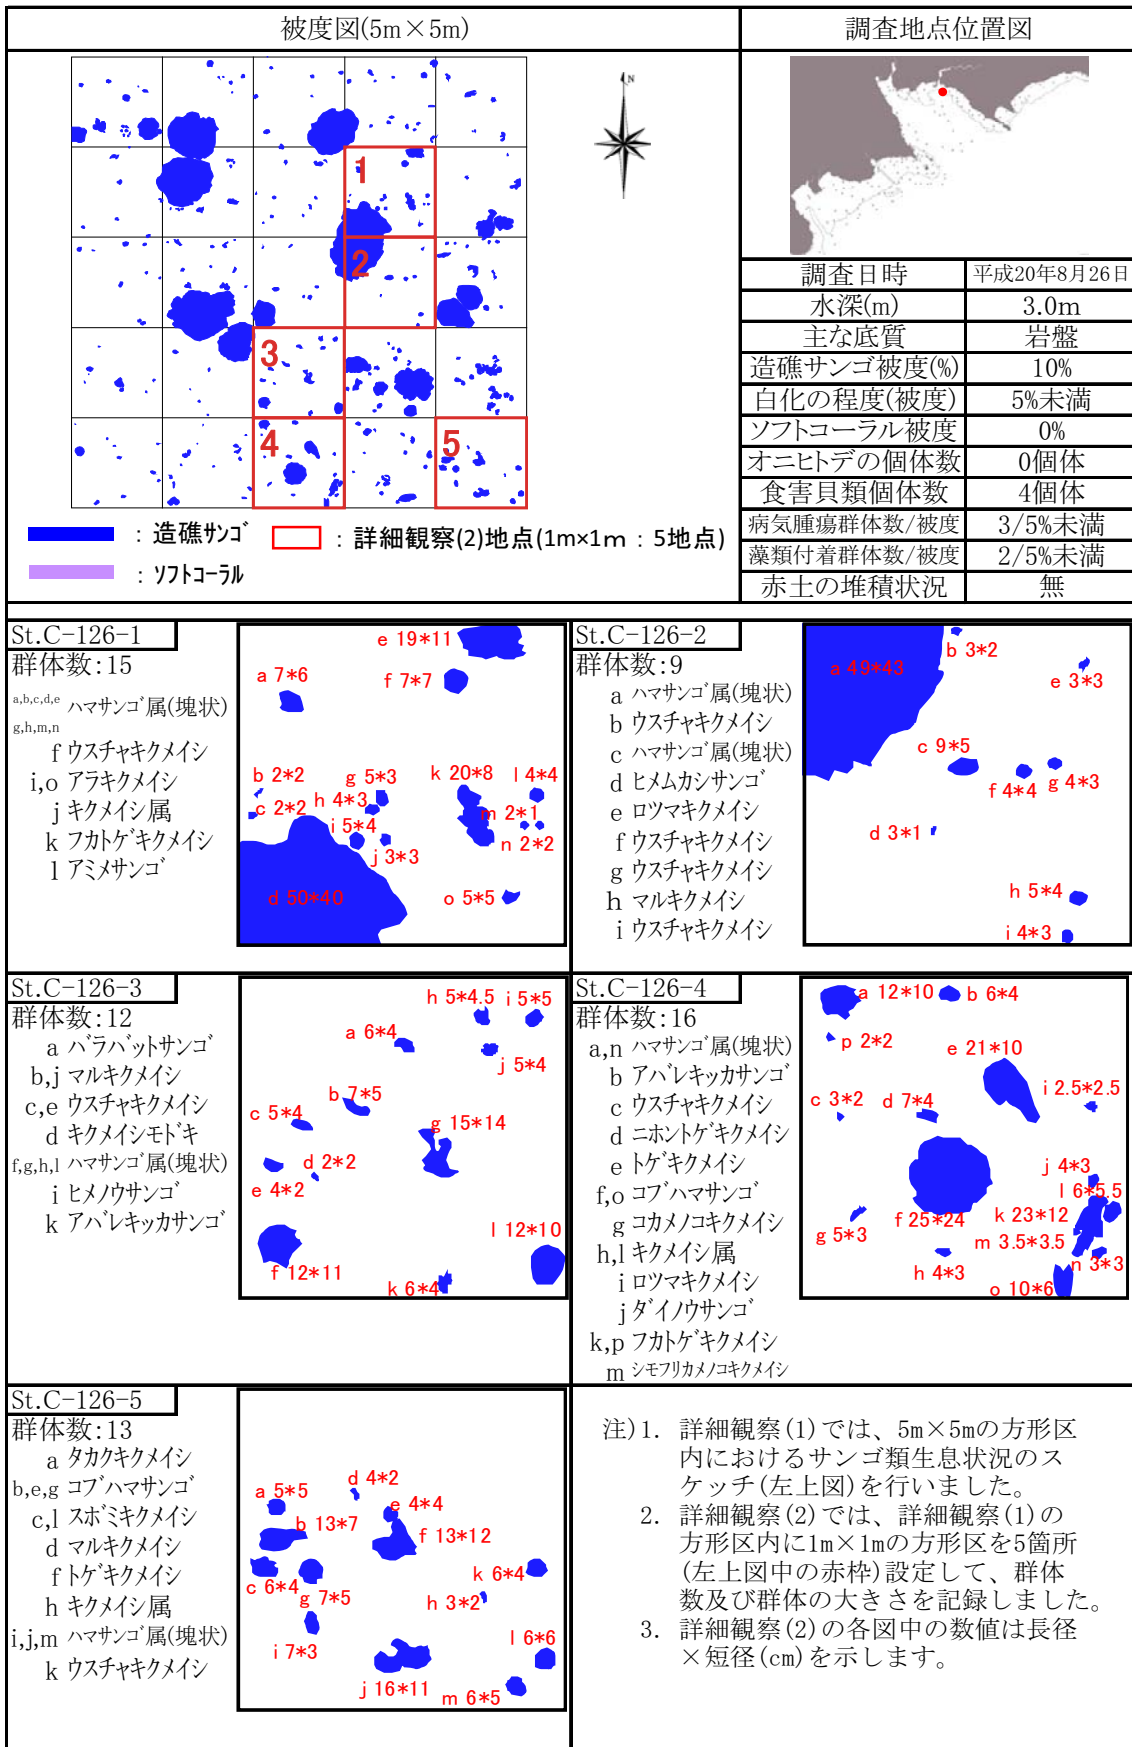 被度図(5m×5m)
調査地点位置図
N
1
2
3
4
5
：造礁サンゴ
：詳細観察(2)地点(1m×1m：5地点)
：ソフトコーラル
調査日時 平成20年8月26日
水深(m) 3.0m
主な底質 岩盤
造礁サンゴ被度(%) 10%
白化の程度(被度) 5%未満
ソフトコーラル被度 0%
オニヒトデの個体数 0個体
食害貝類個体数 4個体
病気腫瘍群体数/被度 3/5%未満
藻類付着群体数/被度 2/5%未満
赤土の堆積状況 無
St.C-126-1
群体数:15
a,b,c,d,e ハマサンゴ属(塊状)
g,h,m,n
f ウスチャキクメイシ
i,o アラキクメイシ
j キクメイシ属
k フカトゲキクメイシ
l アミメサンゴ
e 19*11
a 7*6
f 7*7
b 2*2
g 5*3
k 20*8
l 4*4
c 2*2
h 4*3
m 2*1
i 5*4
j 3*3
n 2*2
d 50*40
o 5*5
St.C-126-2
群体数:9
a ハマサンゴ属(塊状)
b ウスチャキクメイシ
c ハマサンゴ属(塊状)
d ヒメムカシサンゴ
e ロツマキクメイシ
f ウスチャキクメイシ
g ウスチャキクメイシ
h マルキクメイシ
i ウスチャキクメイシ
b 3*2
a 49*43
e 3*3
c 9*5
f 4*4
g 4*3
d 3*1
h 5*4
i 4*3
St.C-126-3
群体数:12
a バラバットサンゴ
b,j マルキクメイシ
c,e ウスチャキクメイシ
d キクメイシモドキ
f,g,h,l ハマサンゴ属(塊状)
i ヒメノウサンゴ
k アバレキッカサンゴ
h 5*4.5
i 5*5
a 6*4
j 5*4
b 7*5
c 5*4
g 15*14
d 2*2
e 4*2
l 12*10
f 12*11
k 6*4
St.C-126-4
群体数:16
a,n ハマサンゴ属(塊状)
b アバレキッカサンゴ
c ウスチャキクメイシ
d ニホントゲキクメイシ
e トゲキクメイシ
f,o コブハマサンゴ
g コカメノコキクメイシ
h,l キクメイシ属
i ロツマキクメイシ
j ダイノウサンゴ
k,p フカトゲキクメイシ
m シモフリカメノコキクメイシ
a 12*10
b 6*4
p 2*2
e 21*10
i 2.5*2.5
c 3*2
d 7*4
j 4*3
l 6*5.5
g 5*3
f 25*24
k 23*12
m 3.5*3.5
h 4*3
n 3*3
o 10*6
St.C-126-5
群体数:13
a タカクキクメイシ
b,e,g コブハマサンゴ
c,l スボミキクメイシ
d マルキクメイシ
f トゲキクメイシ
h キクメイシ属
i,j,m ハマサンゴ属(塊状)
k ウスチャキクメイシ
d 4*2
a 5*5
e 4*4
b 13*7
f 13*12
k 6*4
c 6*4
g 7*5
h 3*2
i 7*3
l 6*6
j 16*11
m 6*5
注)1. 詳細観察(1)では、5m×5mの方形区
内におけるサンゴ類生息状況のス
ケッチ(左上図)を行いました。
2. 詳細観察(2)では、詳細観察(1)の
方形区内に1m×1mの方形区を5箇所
(左上図中の赤枠)設定して、群体
数及び群体の大きさを記録しました。
3. 詳細観察(2)の各図中の数値は長径
×短径(cm)を示します。